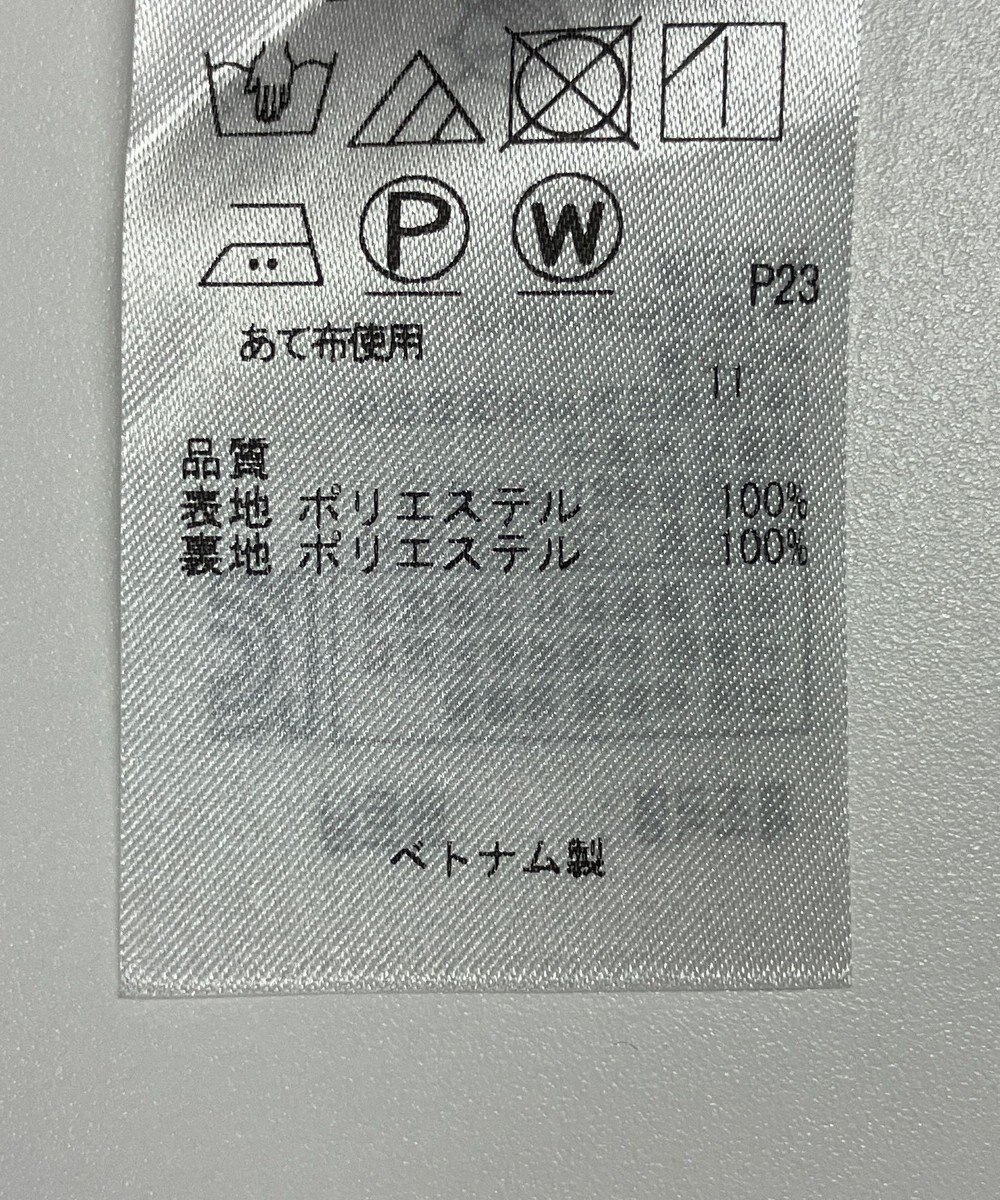 P
W
P23
あて布使用
11
品質
表地 ポリエステル 100%
裏地 ポリエステル 100%
ベトナム製